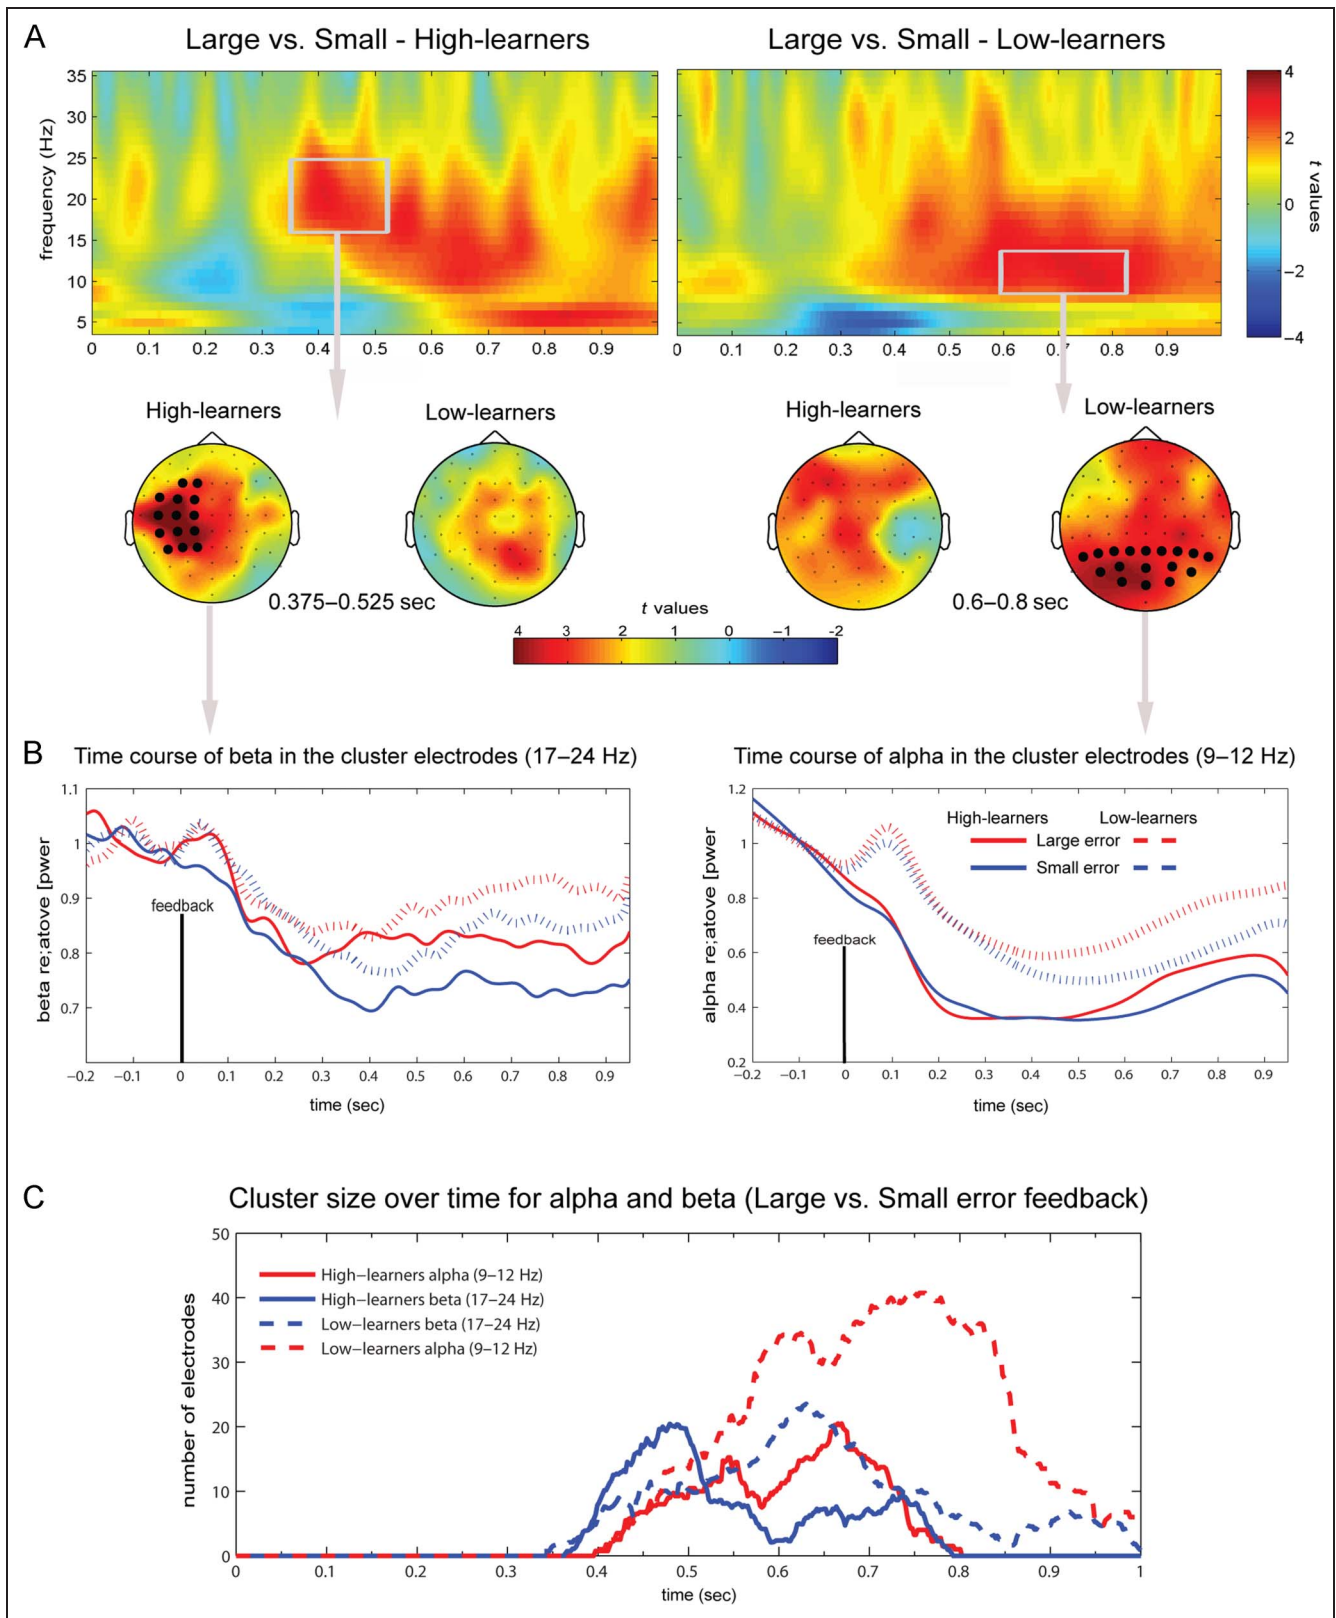 A
Large vs. Small - High-learners
Large vs. Small - Low-learners
35
30
25
20
15
10
5
frequency (Hz)
0 0.1 0.2 0.3 0.4 0.5 0.6 0.7 0.8 0.9
0 0.1 0.2 0.3 0.4 0.5 0.6 0.7 0.8 0.9
4
2
0
−2
−4
t values
High-learners
Low-learners
High-learners
Low-learners
0.375–0.525 sec
0.6–0.8 sec
t values
4 3 2 1 0 −1 -2
B
Time course of beta in the cluster electrodes (17–24 Hz)
1.1
1
0.9
0.8
0.7
beta re;atove [pwer
feedback
−0.2 −0.1 0 0.1 0.2 0.3 0.4 0.5 0.6 0.7 0.8 0.9
time (sec)
Time course of alpha in the cluster electrodes (9–12 Hz)
1.2
1
0.8
0.6
0.4
0.2
alpha re;atove [pwer
High-learners Low-learners
Large error
Small error
feedback
−0.2 −0.1 0 0.1 0.2 0.3 0.4 0.5 0.6 0.7 0.8 0.9
time (sec)
C
Cluster size over time for alpha and beta (Large vs. Small error feedback)
50
40
30
20
10
0
number of electrodes
High−learners alpha (9−12 Hz)
High−learners beta (17−24 Hz)
Low−learners beta (17−24 Hz)
Low−learners alpha (9−12 Hz)
0 0.1 0.2 0.3 0.4 0.5 0.6 0.7 0.8 0.9 1
time (sec)